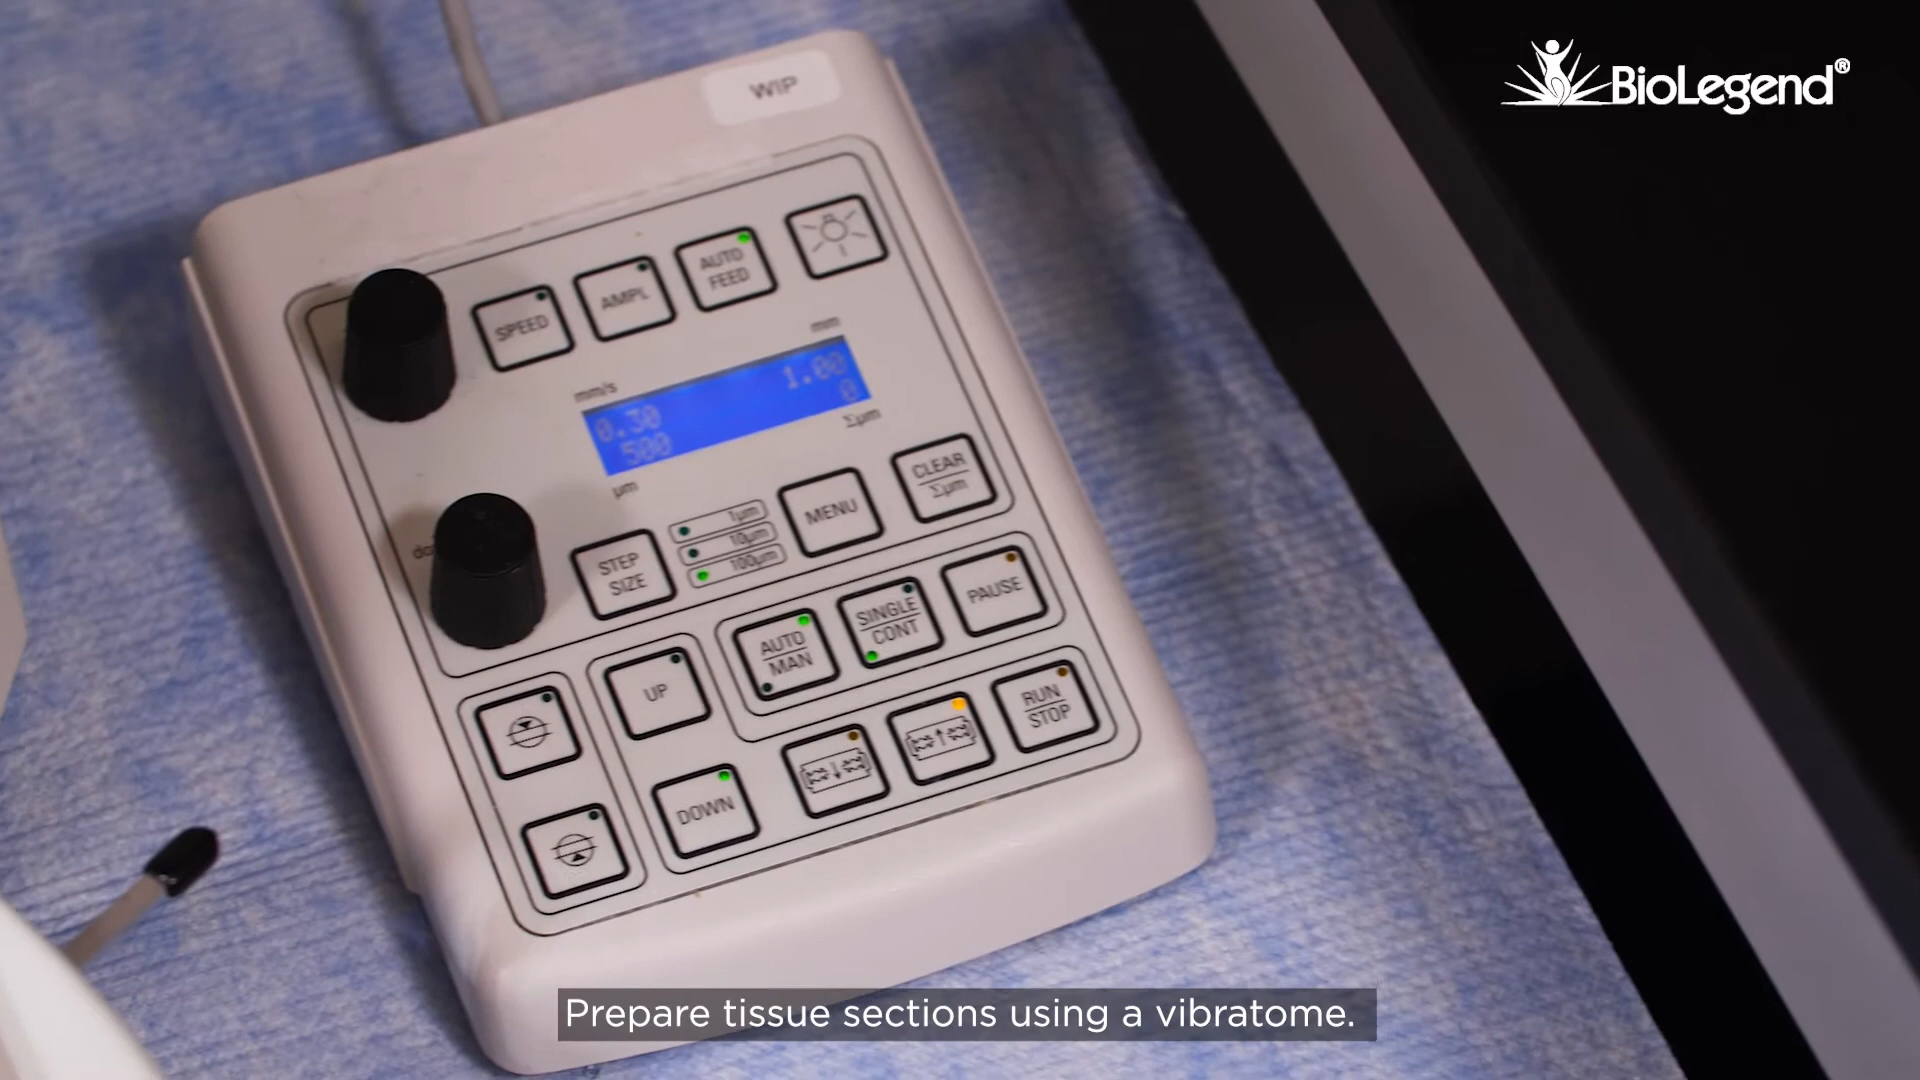 BioLegend®
WIP
SPEED
AMPL
AUTO
FEED
mm/s
mm
0.30
1.00
500
0
µm
Σµm
STEP
SIZE
1µm
10µm
100µm
MENU
CLEAR
Σµm
AUTO
MAN
SINGLE
CONT
PAUSE
UP
DOWN
RUN
STOP
Prepare tissue sections using a vibratome.